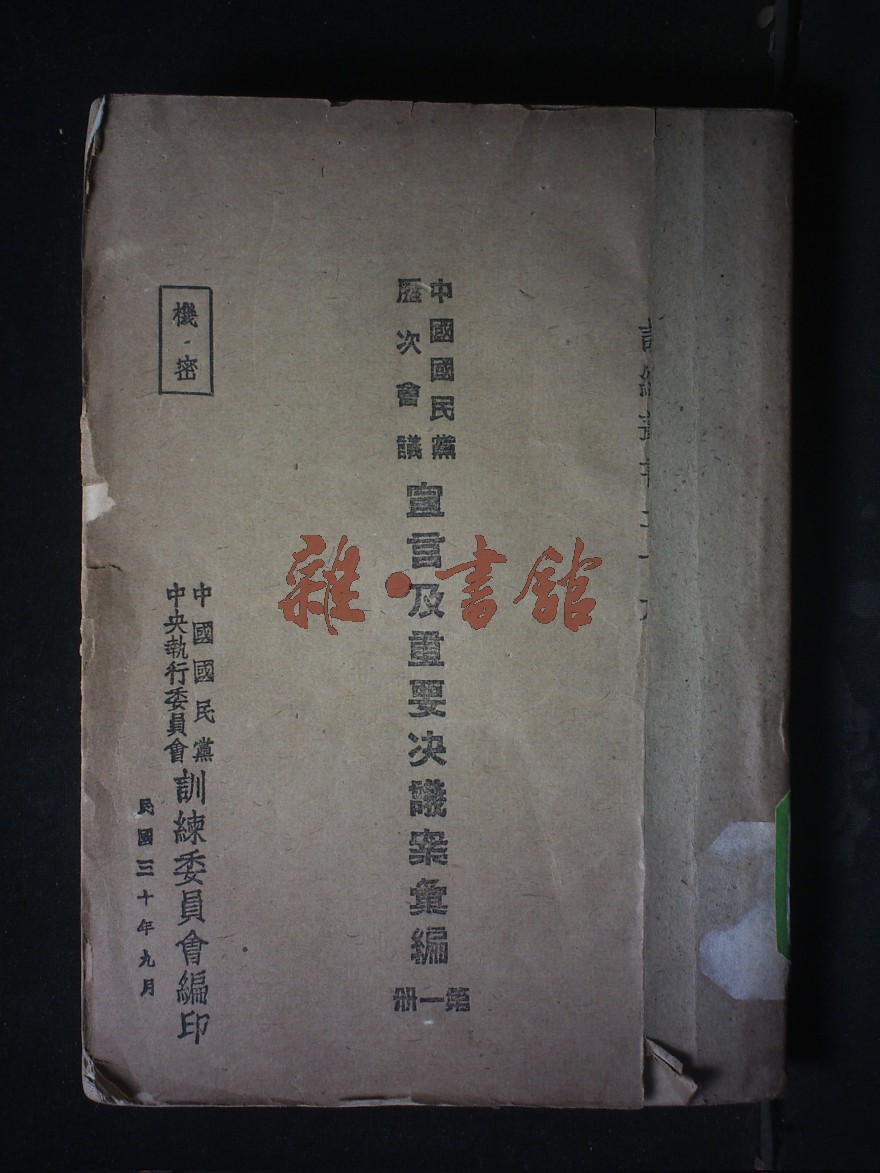 中國國民黨
歷次會議
宣言及重要決議案彙編
第一册
機密
中國國民黨
中央執行委員會
訓練委員會編印
民國三十年九月
雜·書館